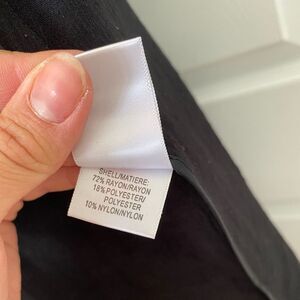 SHELL/MATIERE:
72% RAYON/RAYON
18% POLYESTER/
POLYESTER
10% NYLON/NYLON